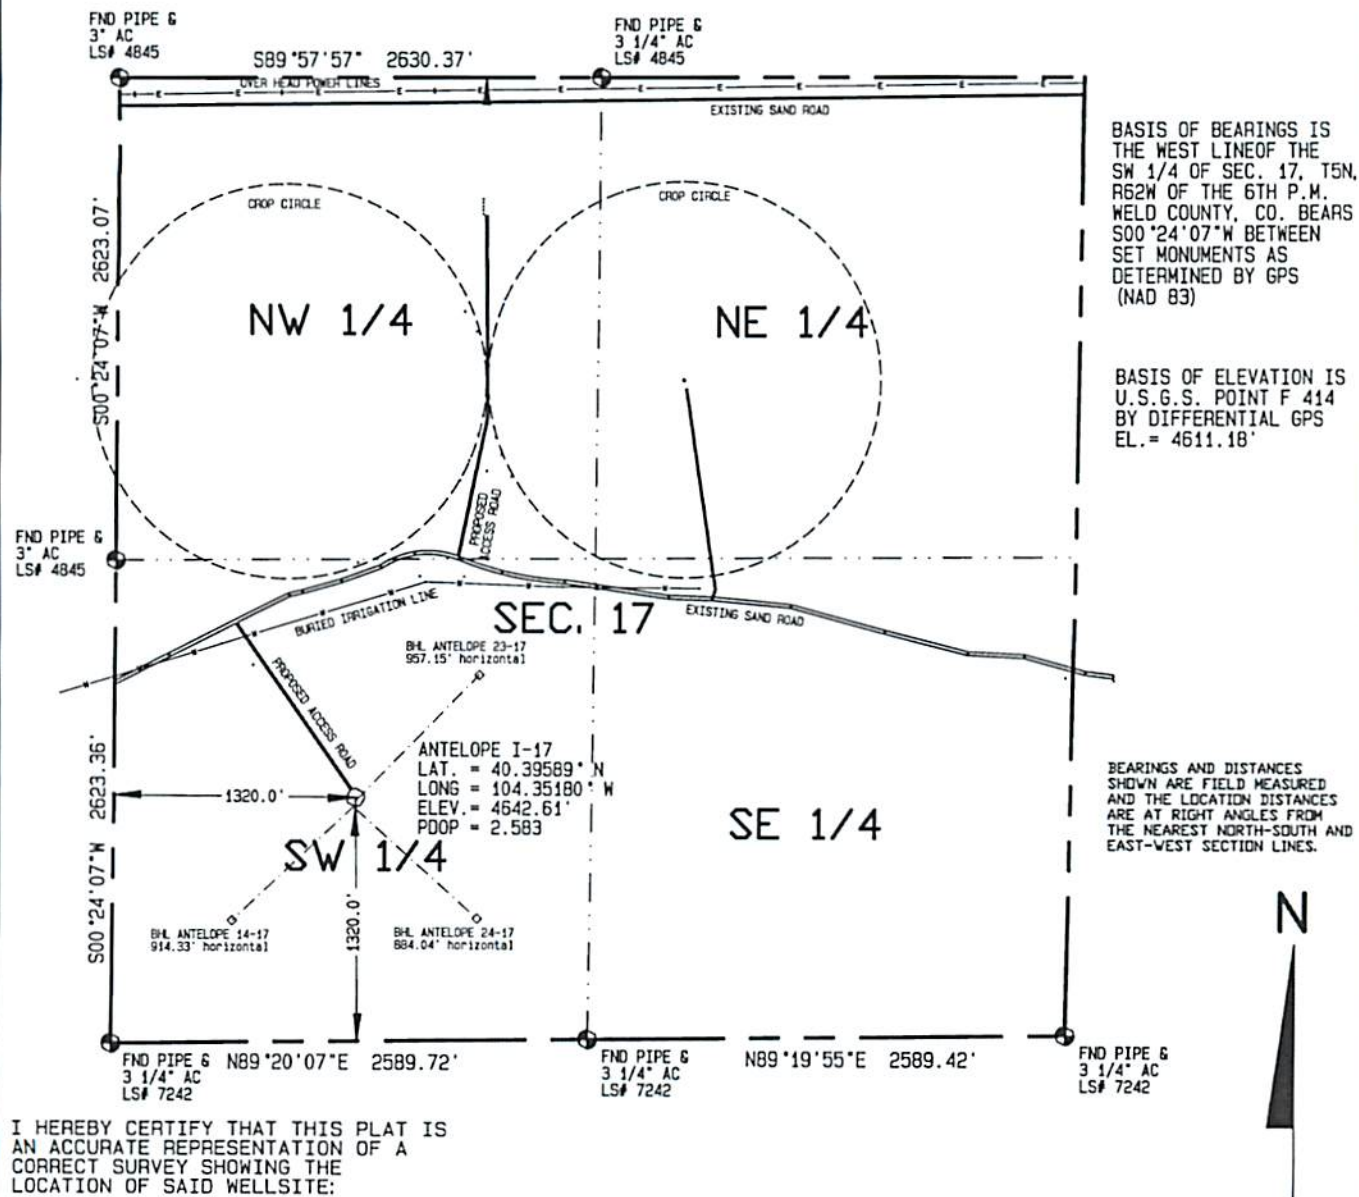 FND PIPE &
3" AC
LS# 4845
S89°57'57" 2630.37'
FND PIPE &
3 1/4" AC
LS# 4845
OVER HEAD POWER LINES
E E E E E E E E E E E
EXISTING SAND ROAD
BASIS OF BEARINGS IS
THE WEST LINEOF THE
SW 1/4 OF SEC. 17, T5N,
R62W OF THE 6TH P.M.
WELD COUNTY, CO. BEARS
S00°24'07"W BETWEEN
SET MONUMENTS AS
DETERMINED BY GPS
(NAD 83)
CROP CIRCLE
CROP CIRCLE
S00°24'07"W 2623.07'
NW 1/4
NE 1/4
BASIS OF ELEVATION IS
U.S.G.S. POINT F 414
BY DIFFERENTIAL GPS
EL.= 4611.18'
PROPOSED
ACCESS ROAD
FND PIPE &
3" AC
LS# 4845
BURIED IRRIGATION LINE
SEC. 17
EXISTING SAND ROAD
BHL ANTELOPE 23-17
957.15' horizontal
PROPOSED ACCESS ROAD
ANTELOPE I-17
LAT. = 40.39589° N
LONG = 104.35180° W
ELEV.= 4642.61'
PDOP = 2.583
S00°24'07"W 2623.36'
1320.0'
1320.0'
SW 1/4
SE 1/4
BEARINGS AND DISTANCES
SHOWN ARE FIELD MEASURED
AND THE LOCATION DISTANCES
ARE AT RIGHT ANGLES FROM
THE NEAREST NORTH-SOUTH AND
EAST-WEST SECTION LINES.
BHL ANTELOPE 14-17
914.33' horizontal
BHL ANTELOPE 24-17
884.04' horizontal
N
FND PIPE &
3 1/4" AC
LS# 7242
N89°20'07"E 2589.72'
FND PIPE &
3 1/4" AC
LS# 7242
N89°19'55"E 2589.42'
FND PIPE &
3 1/4" AC
LS# 7242
I HEREBY CERTIFY THAT THIS PLAT IS
AN ACCURATE REPRESENTATION OF A
CORRECT SURVEY SHOWING THE
LOCATION OF SAID WELLSITE: